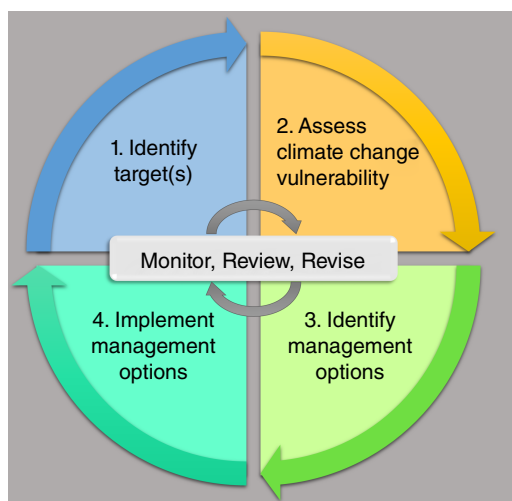 1. Identify
target(s)
2. Assess
climate change
vulnerability
Monitor, Review, Revise
4. Implement
management
options
3. Identify
management
options